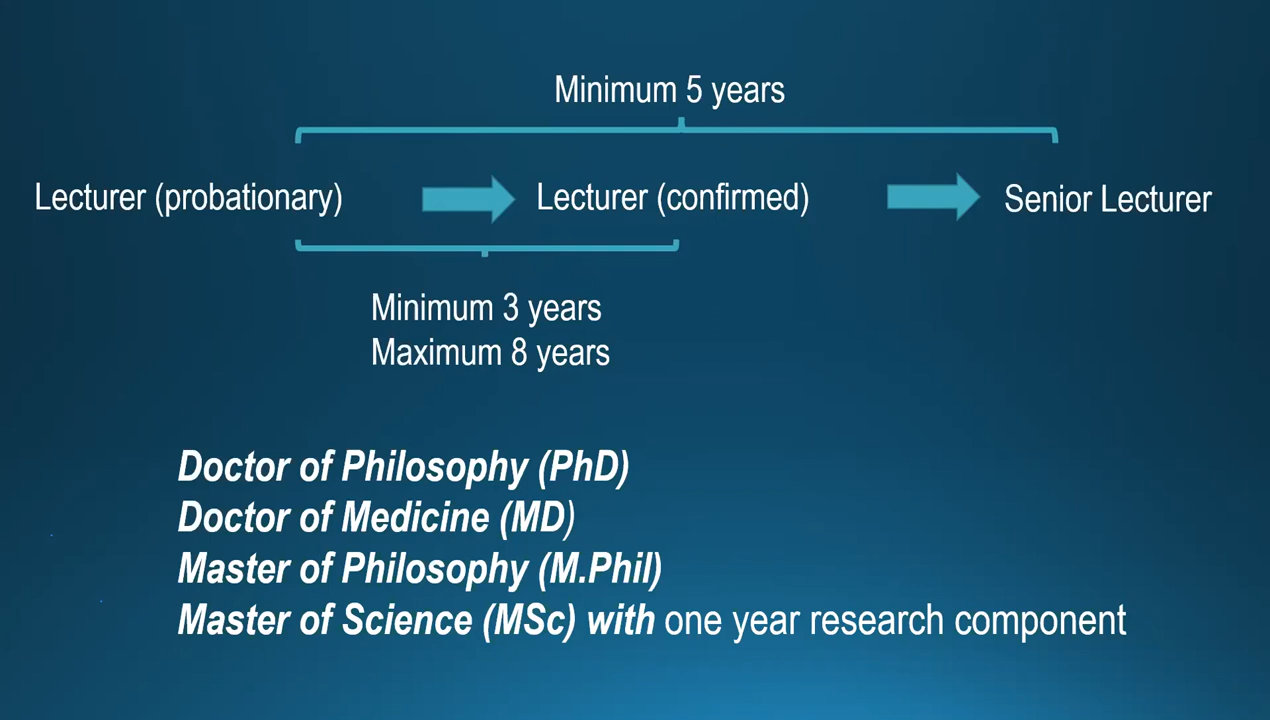 Minimum 5 years
Lecturer (probationary) Lecturer (confirmed) Senior Lecturer
Minimum 3 years
Maximum 8 years
Doctor of Philosophy (PhD)
Doctor of Medicine (MD)
Master of Philosophy (M.Phil)
Master of Science (MSc) with one year research component